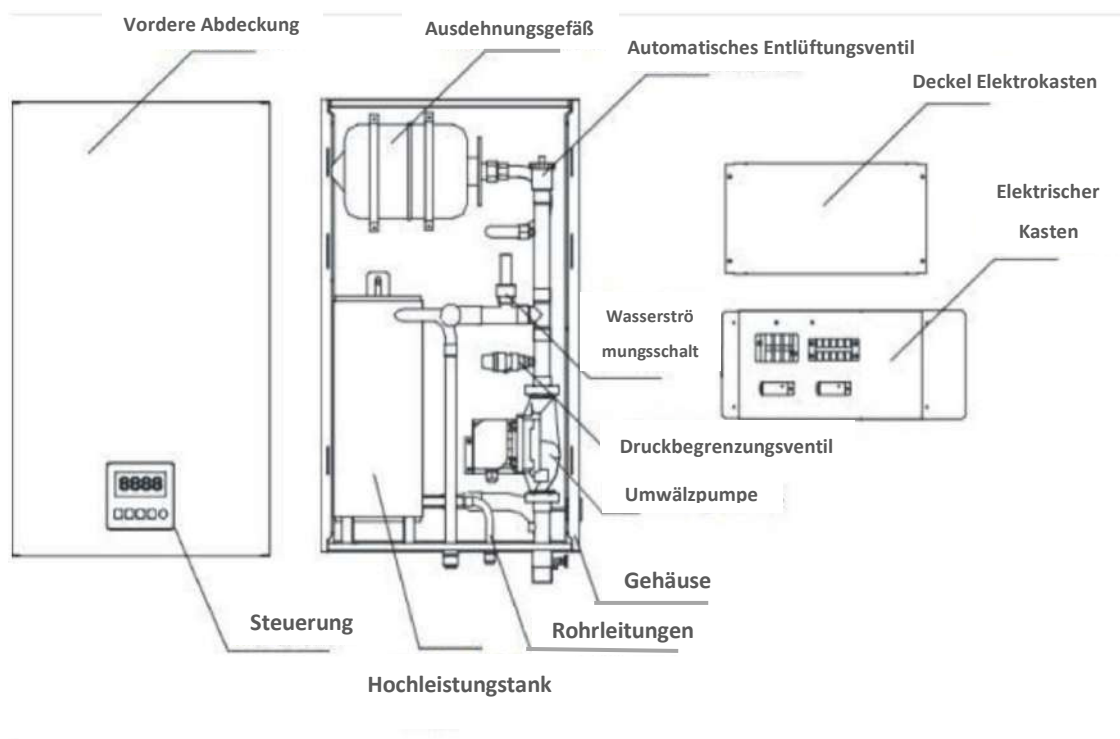 Vordere Abdeckung
Ausdehnungsgefäß
Automatisches Entlüftungsventil
Deckel Elektrokasten
Elektrischer
Kasten
Wasserströ
mungsschalt
Druckbegrenzungsventil
Umwälzpumpe
8888
Gehäuse
Steuerung
Rohrleitungen
Hochleistungstank